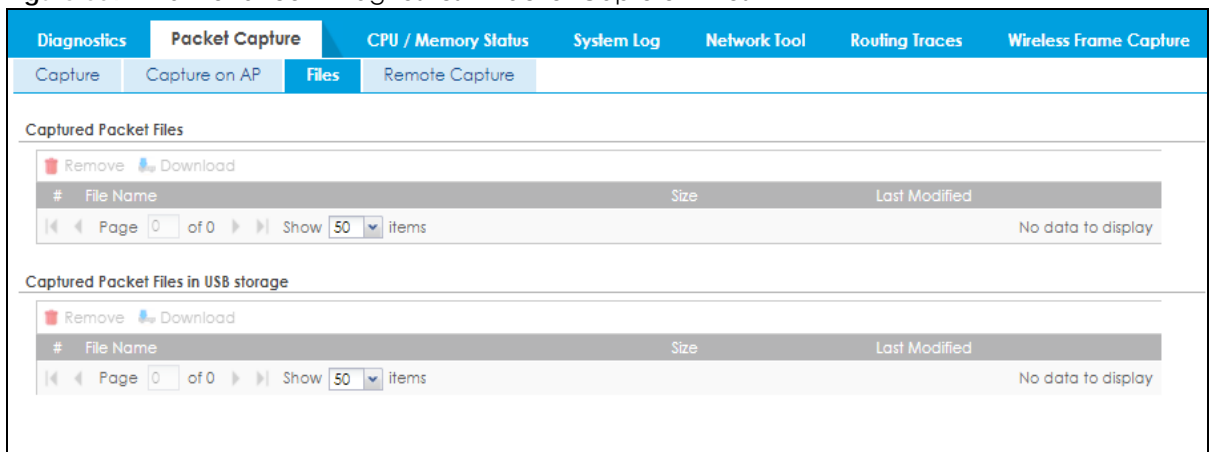 Diagnostics Packet Capture CPU / Memory Status System Log Network Tool Routing Traces Wireless Frame Capture
Capture Capture on AP Files Remote Capture
Captured Packet Files
Remove Download
# File Name Size Last Modified
Page 0 of 0 Show 50 items No data to display
Captured Packet Files in USB storage
Remove Download
# File Name Size Last Modified
Page 0 of 0 Show 50 items No data to display